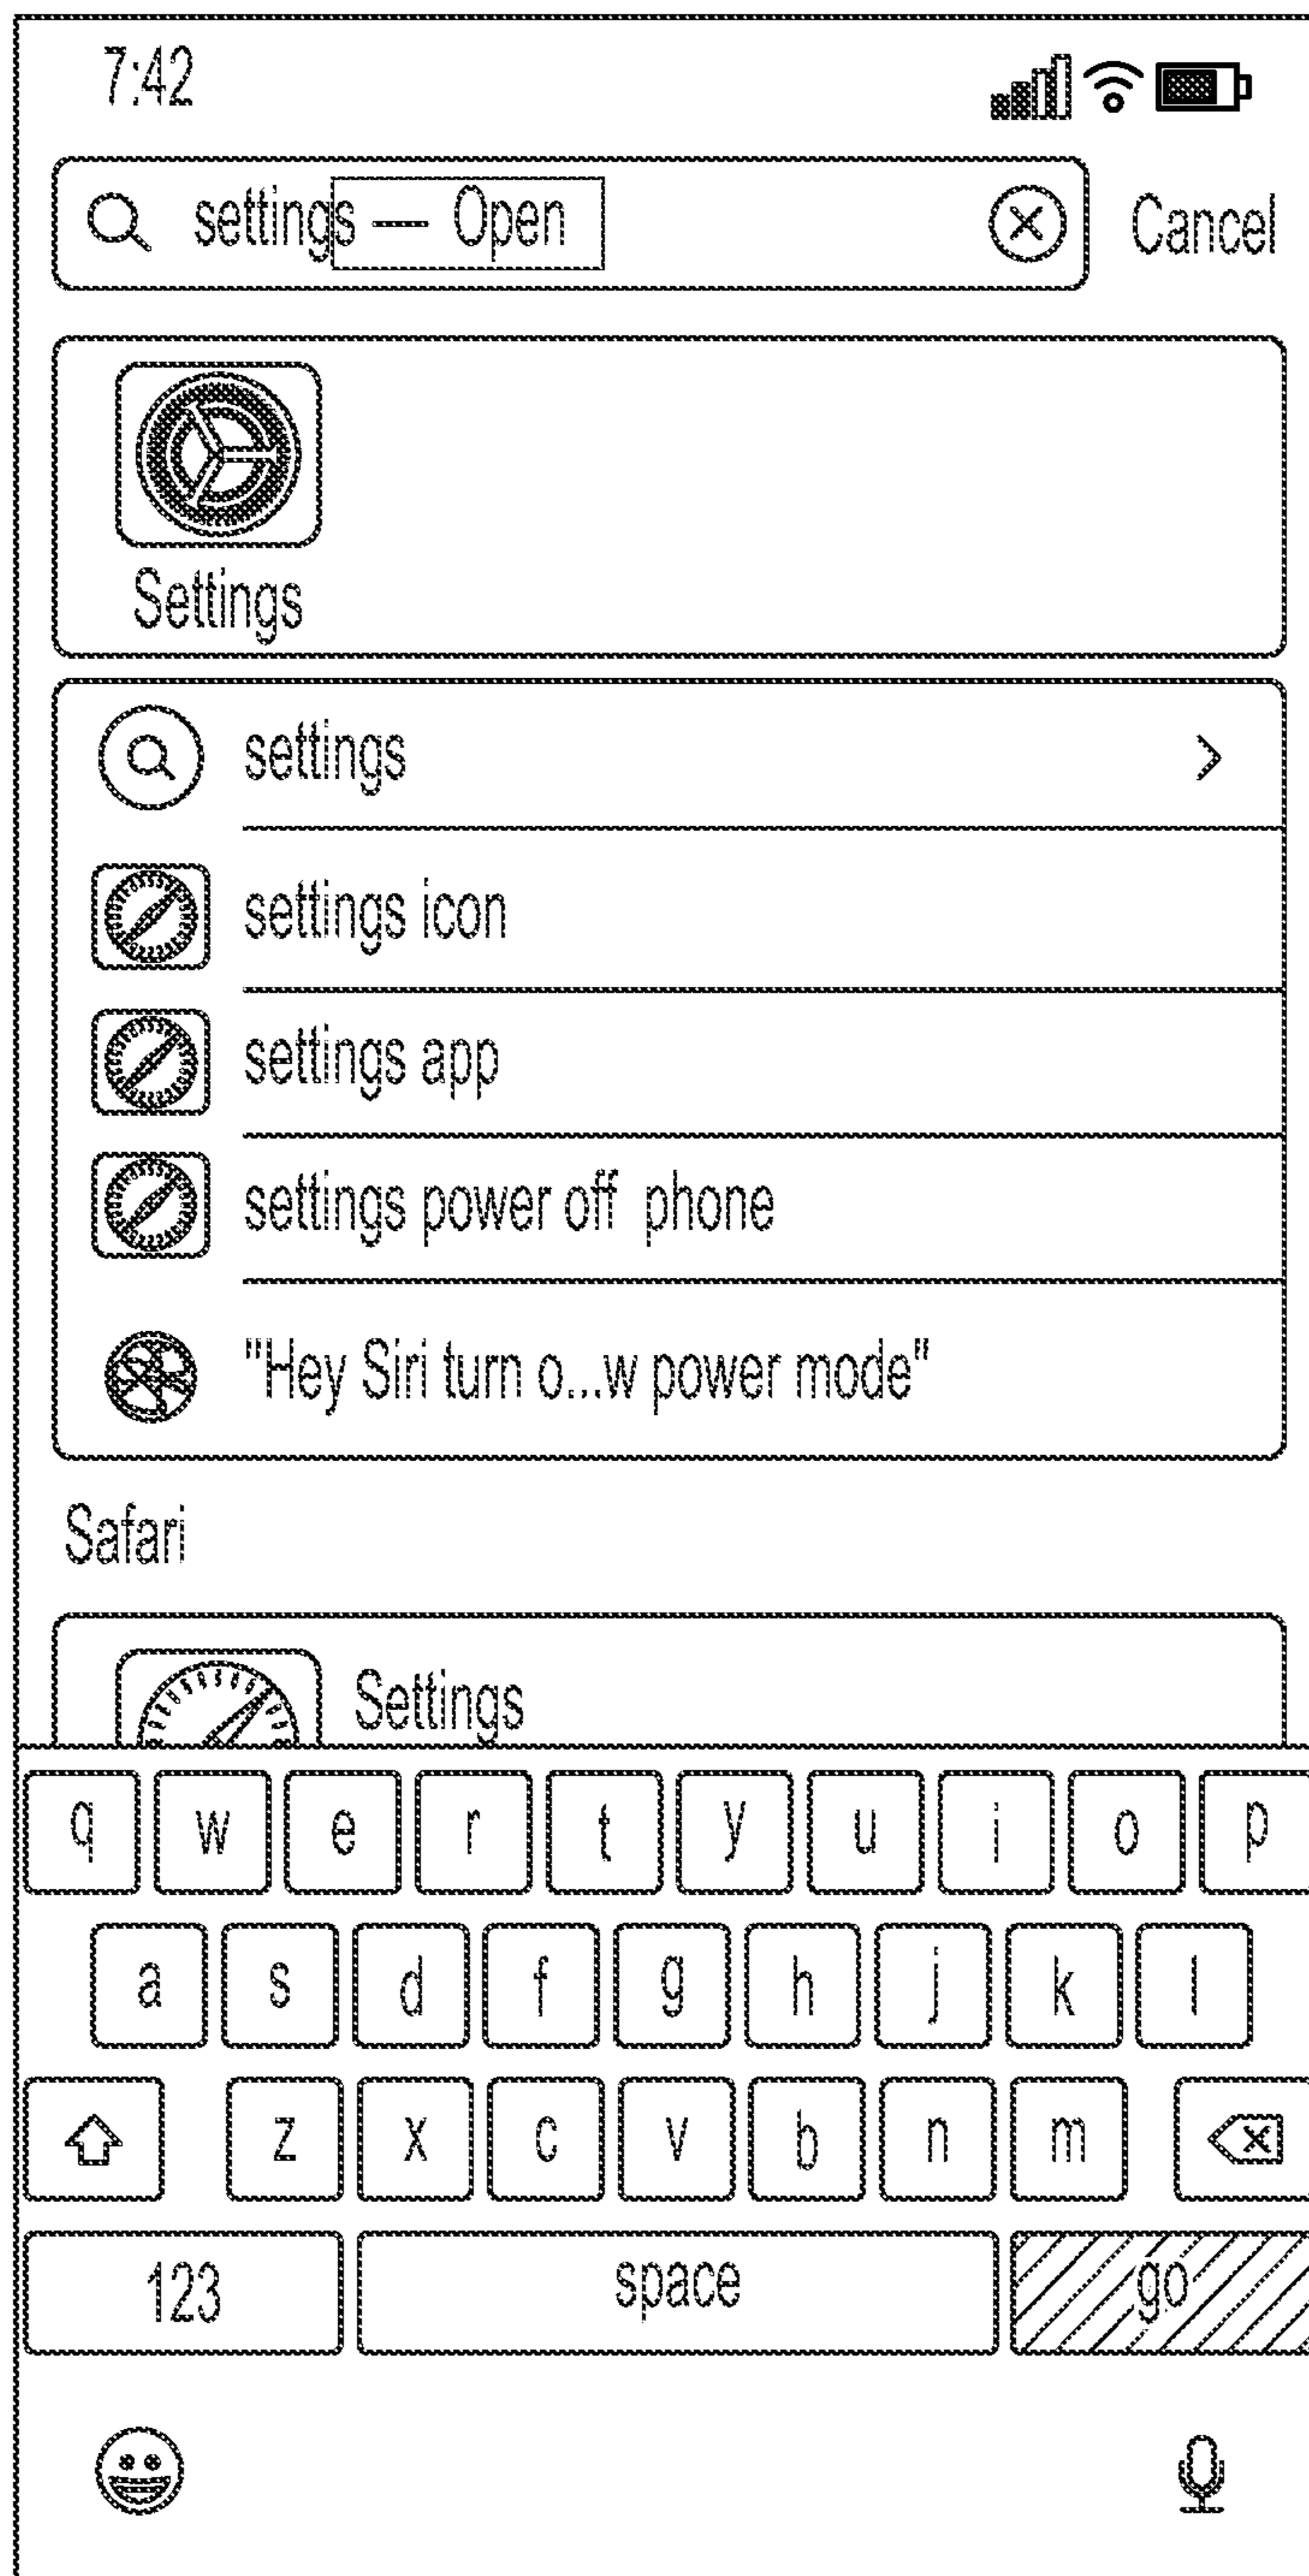 7:42
settings — Open
Cancel
Settings
settings
settings icon
settings app
settings power off phone
"Hey Siri turn o...w power mode"
Safari
Settings
q w e r t y u i o p
a s d f g h j k l
z x c v b n m
123 space go